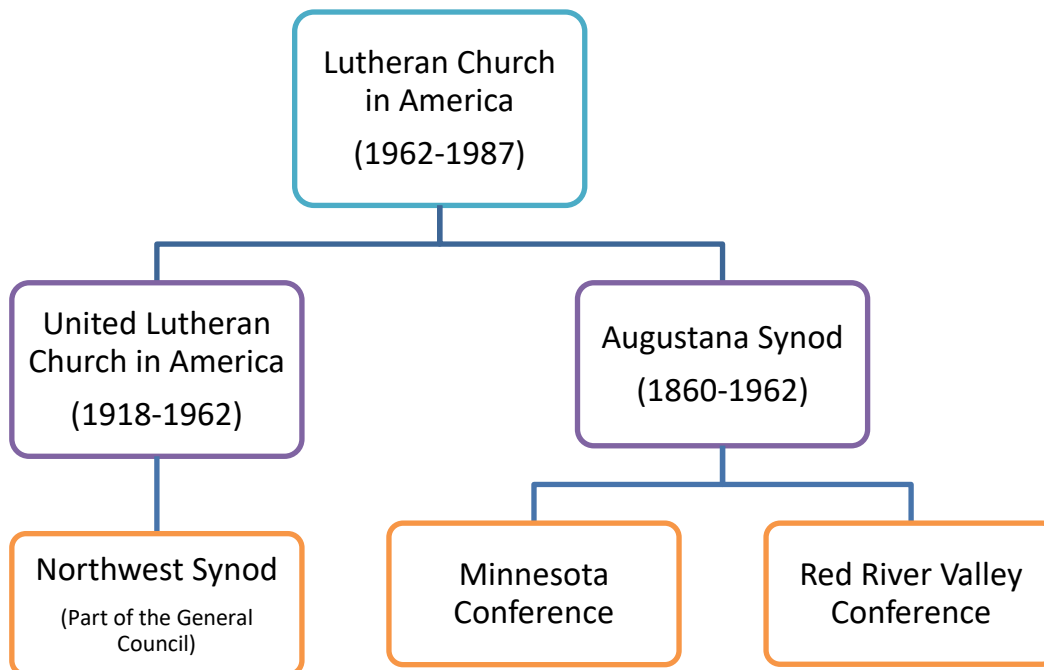 Lutheran Church
in America
(1962-1987)
United Lutheran
Church in America
(1918-1962)
Augustana Synod
(1860-1962)
Northwest Synod
(Part of the General
Council)
Minnesota
Conference
Red River Valley
Conference